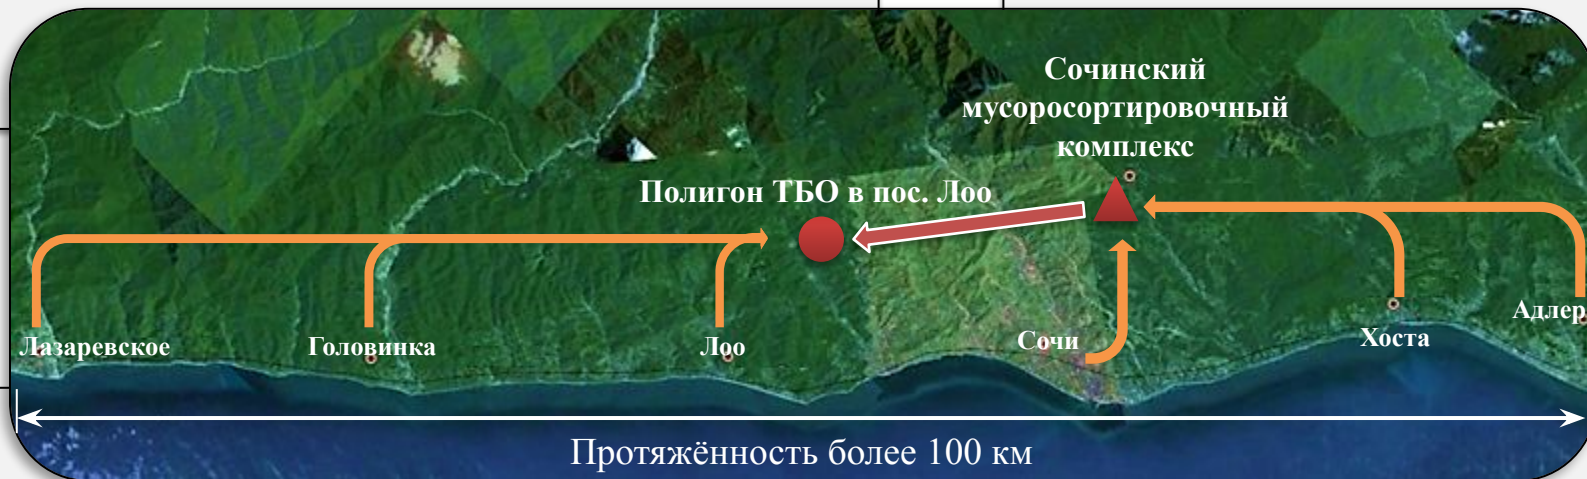 Сочинский
мусоросортировочный
комплекс
Полигон ТБО в пос. Лоо
Адлер
Лазаревское
Головинка
Лоо
Сочи
Хоста
Протяжённость более 100 км